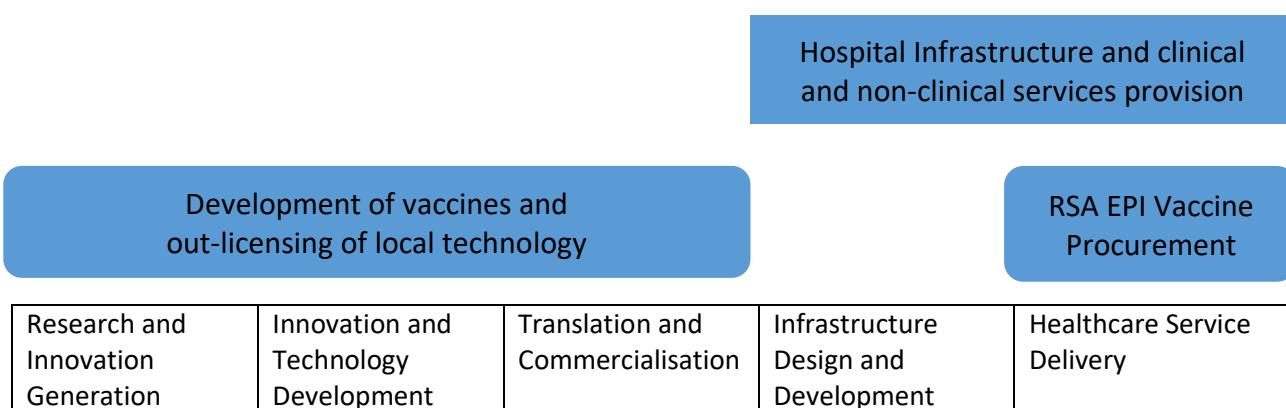 Hospital Infrastructure and clinical
and non-clinical services provision
Development of vaccines and
out-licensing of local technology
RSA EPI Vaccine
Procurement
Research and
Innovation
Generation
Innovation and
Technology
Development
Translation and
Commercialisation
Infrastructure
Design and
Development
Healthcare Service
Delivery